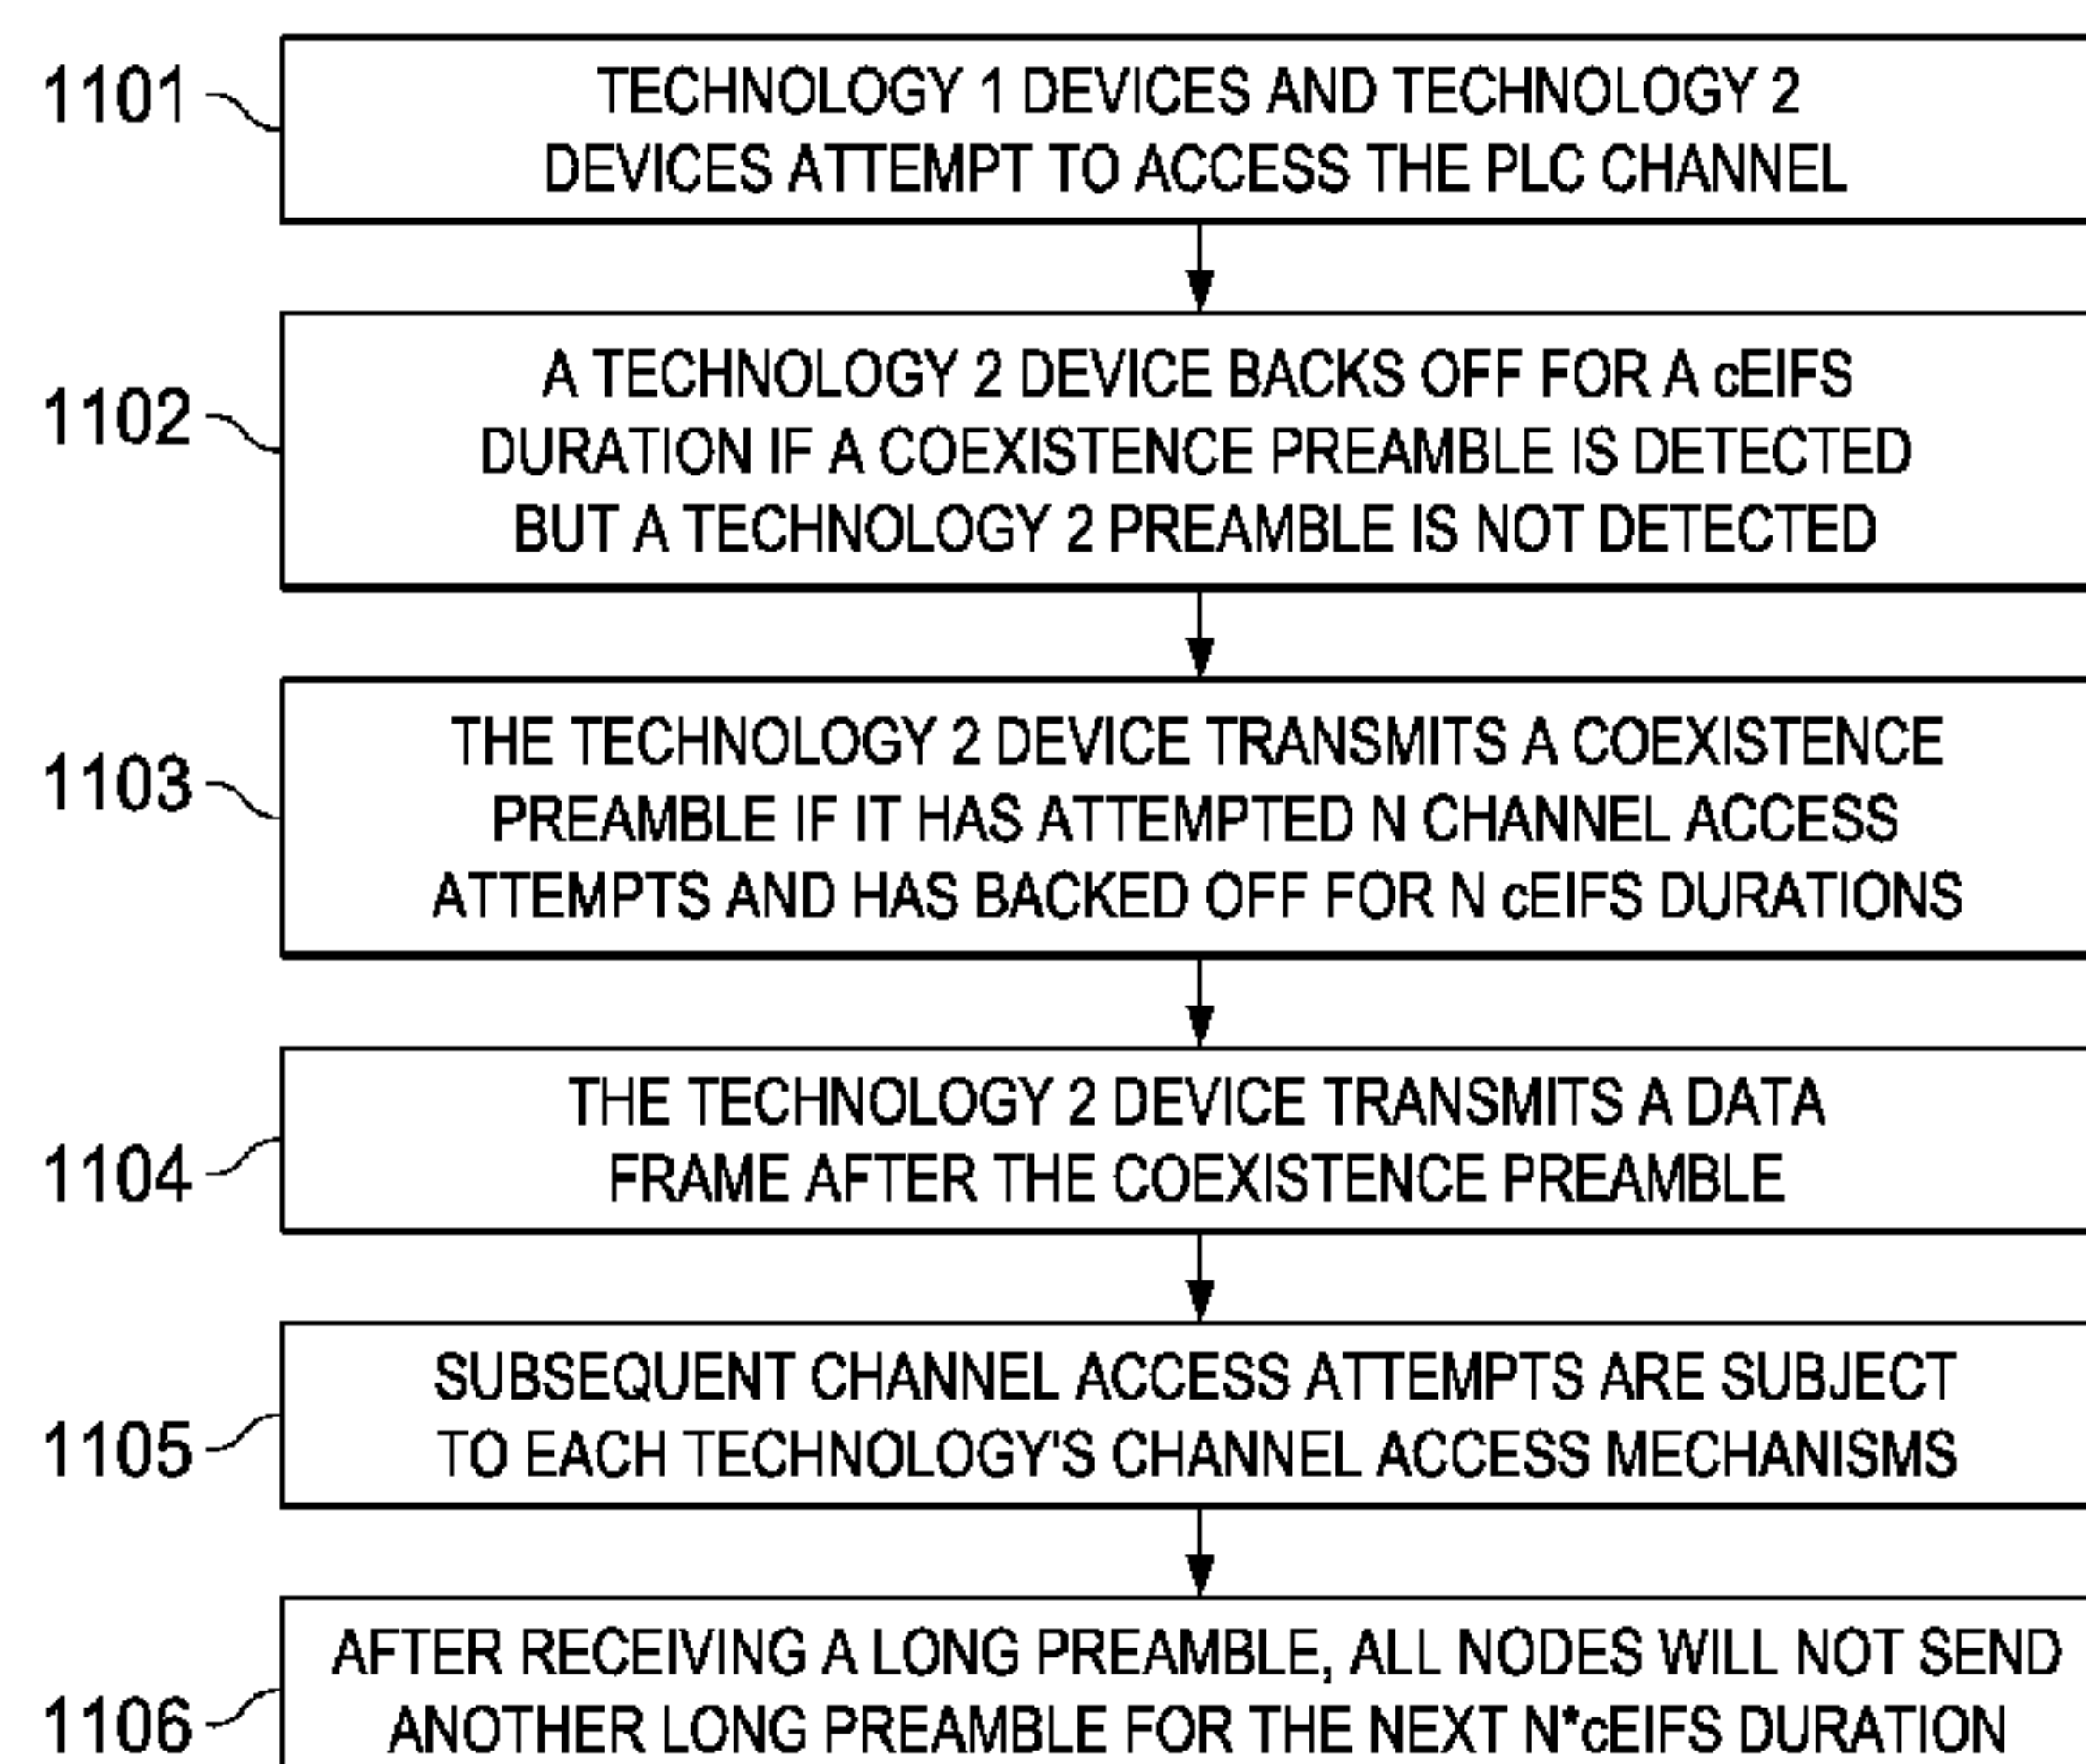 1101
TECHNOLOGY 1 DEVICES AND TECHNOLOGY 2
DEVICES ATTEMPT TO ACCESS THE PLC CHANNEL
1102
A TECHNOLOGY 2 DEVICE BACKS OFF FOR A cEIFS
DURATION IF A COEXISTENCE PREAMBLE IS DETECTED
BUT A TECHNOLOGY 2 PREAMBLE IS NOT DETECTED
1103
THE TECHNOLOGY 2 DEVICE TRANSMITS A COEXISTENCE
PREAMBLE IF IT HAS ATTEMPTED N CHANNEL ACCESS
ATTEMPTS AND HAS BACKED OFF FOR N cEIFS DURATIONS
1104
THE TECHNOLOGY 2 DEVICE TRANSMITS A DATA
FRAME AFTER THE COEXISTENCE PREAMBLE
1105
SUBSEQUENT CHANNEL ACCESS ATTEMPTS ARE SUBJECT
TO EACH TECHNOLOGY'S CHANNEL ACCESS MECHANISMS
1106
AFTER RECEIVING A LONG PREAMBLE, ALL NODES WILL NOT SEND
ANOTHER LONG PREAMBLE FOR THE NEXT N*cEIFS DURATION